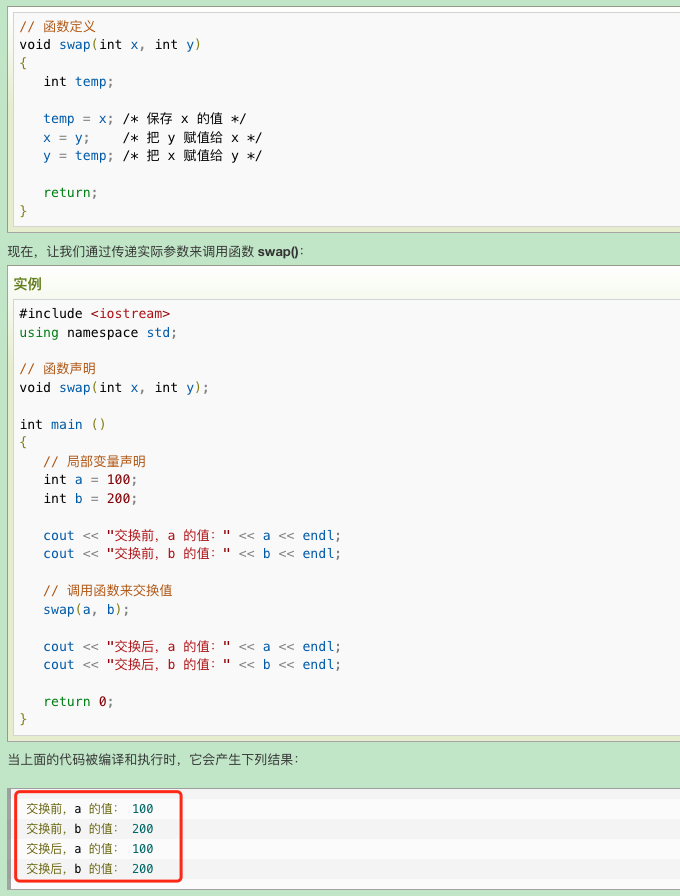 // 函数定义
void swap(int x, int y)
{
   int temp;
   temp = x; /* 保存 x 的值 */
   x = y;    /* 把 y 赋值给 x */
   y = temp; /* 把 x 赋值给 y */
   return;
}
现在，让我们通过传递实际参数来调用函数 swap()：
实例
#include <iostream>
using namespace std;
// 函数声明
void swap(int x, int y);
int main ()
{
   // 局部变量声明
   int a = 100;
   int b = 200;
   cout << "交换前，a 的值：" << a << endl;
   cout << "交换前，b 的值：" << b << endl;
   // 调用函数来交换值
   swap(a, b);
   cout << "交换后，a 的值：" << a << endl;
   cout << "交换后，b 的值：" << b << endl;
   return 0;
}
当上面的代码被编译和执行时，它会产生下列结果：
交换前，a 的值： 100
交换前，b 的值： 200
交换后，a 的值： 100
交换后，b 的值： 200